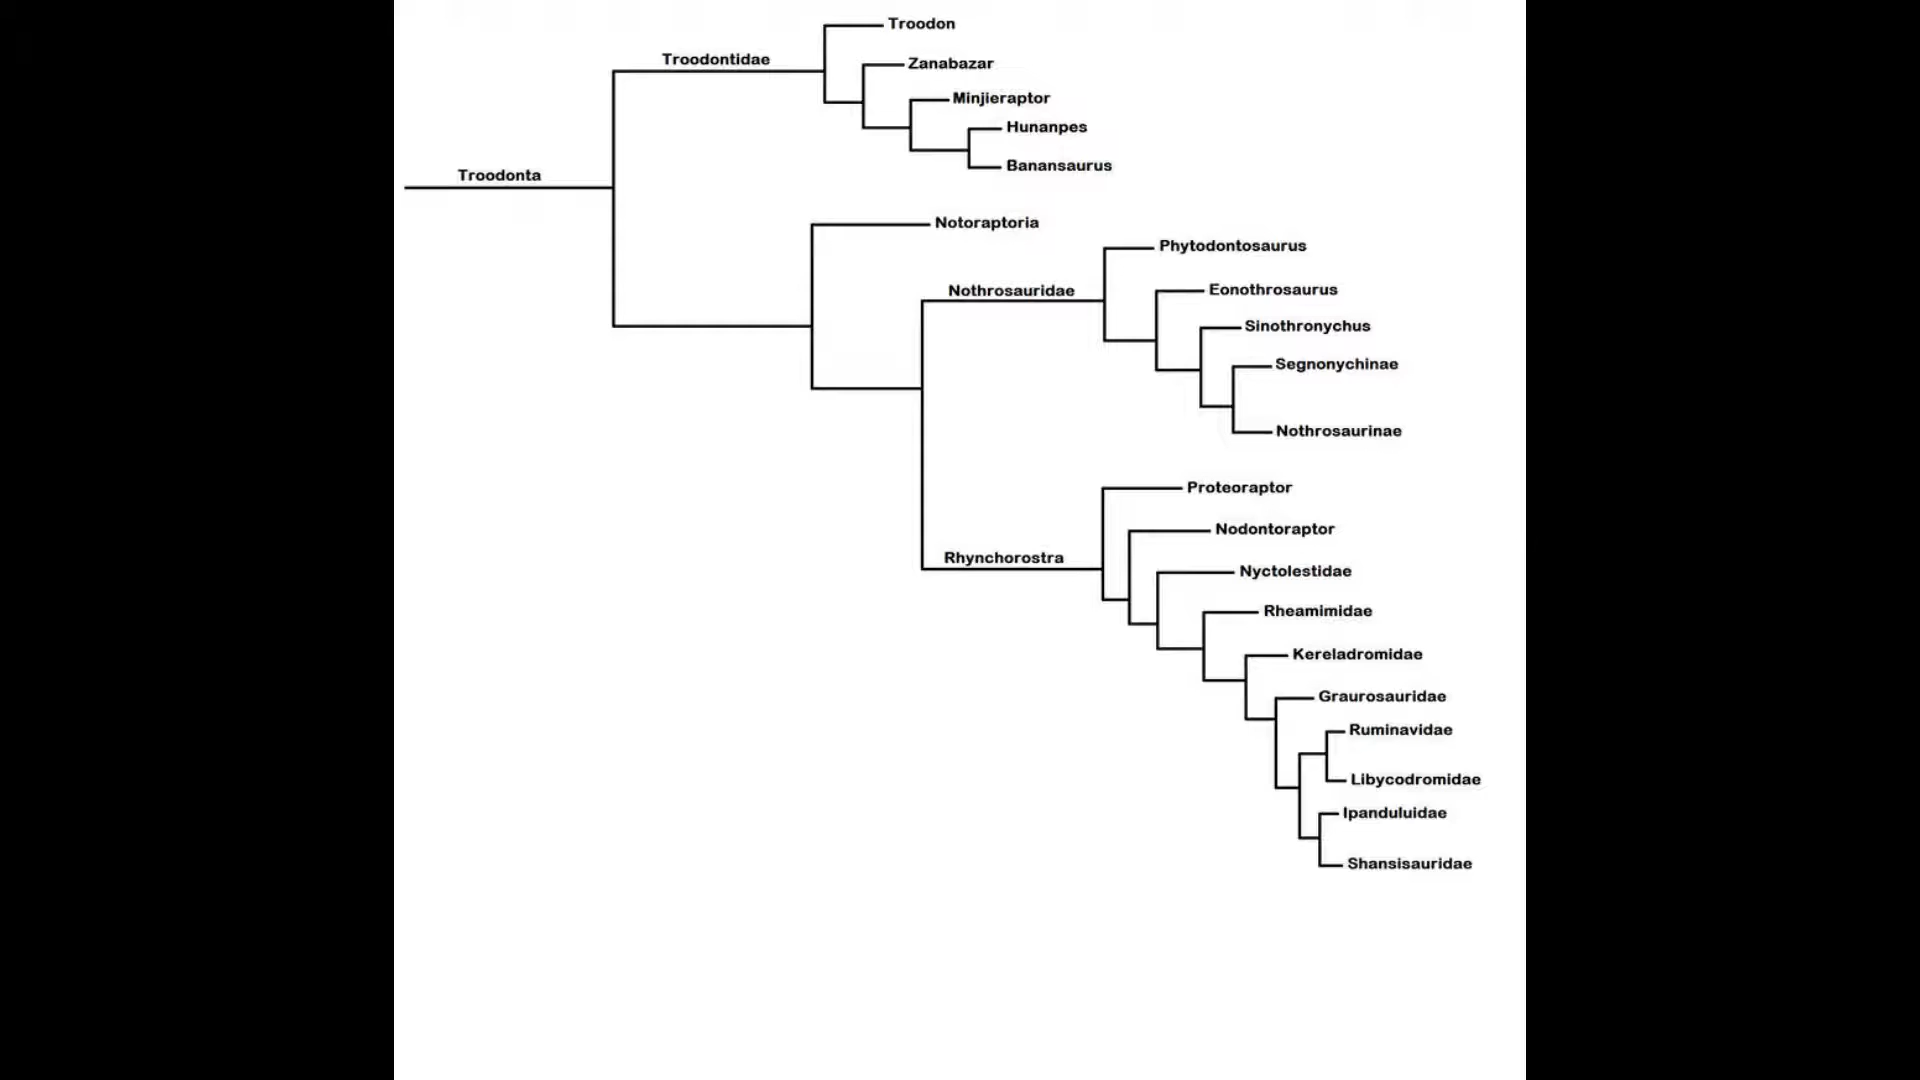 Troodon
Troodontidae
Zanabazar
Minjieraptor
Hunanpes
Banansaurus
Troodonta
Notoraptoria
Phytodontosaurus
Nothrosauridae
Eonothrosaurus
Sinothronychus
Segnonychinae
Nothrosaurinae
Proteoraptor
Nodontoraptor
Rhynchorostra
Nyctolestidae
Rheamimidae
Kereladromidae
Graurosauridae
Ruminavidae
Libycodromidae
Ipanduluidae
Shansisauridae